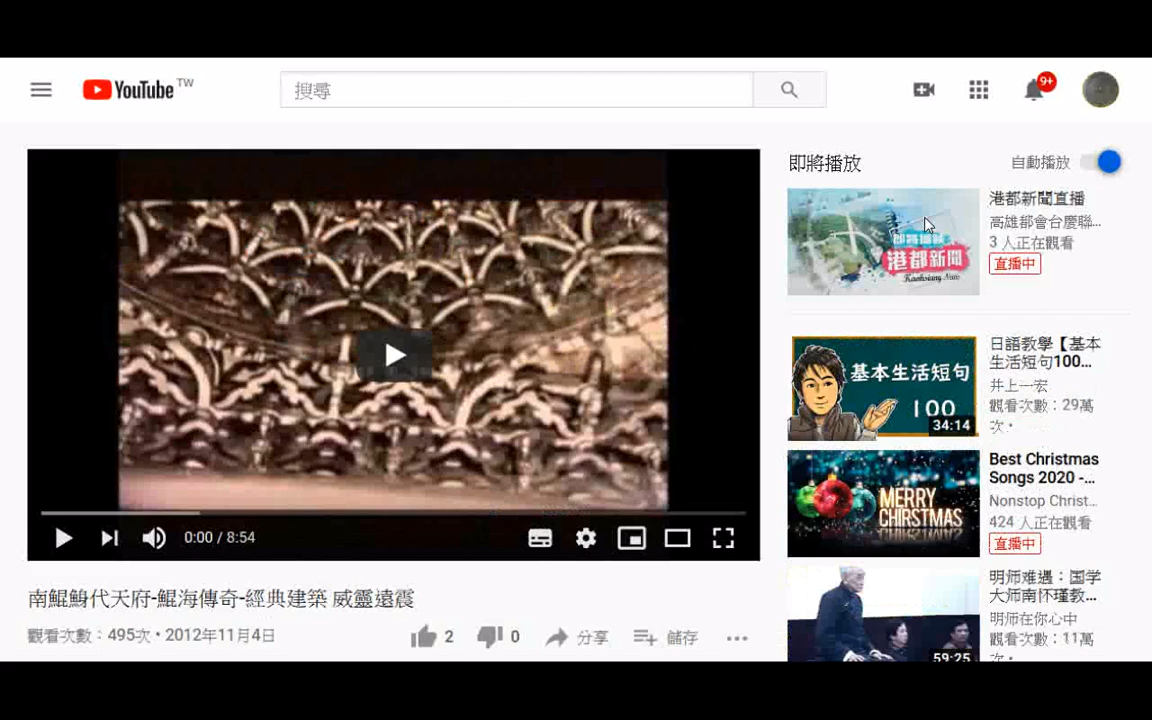 YouTube TW
搜尋
9+
0:00 / 8:54
南鯤鯓代天府-鯤海傳奇-經典建築 威靈遠震
觀看次數：495次 • 2012年11月4日
2
0
分享
儲存
即將播放
自動播放
港都新聞
Kaohsiung News
港都新聞直播
高雄都會台慶聯...
3 人正在觀看
直播中
基本生活短句
100
34:14
日語教學【基本
生活短句100...
井上一宏
觀看次數：29萬
次 •
MERRY
CHIRSTMAS
Best Christmas
Songs 2020 -...
Nonstop Christ...
424 人正在觀看
直播中
59:25
明师难遇：国学
大师南怀瑾教...
明师在你心中
觀看次數：11萬
次 •